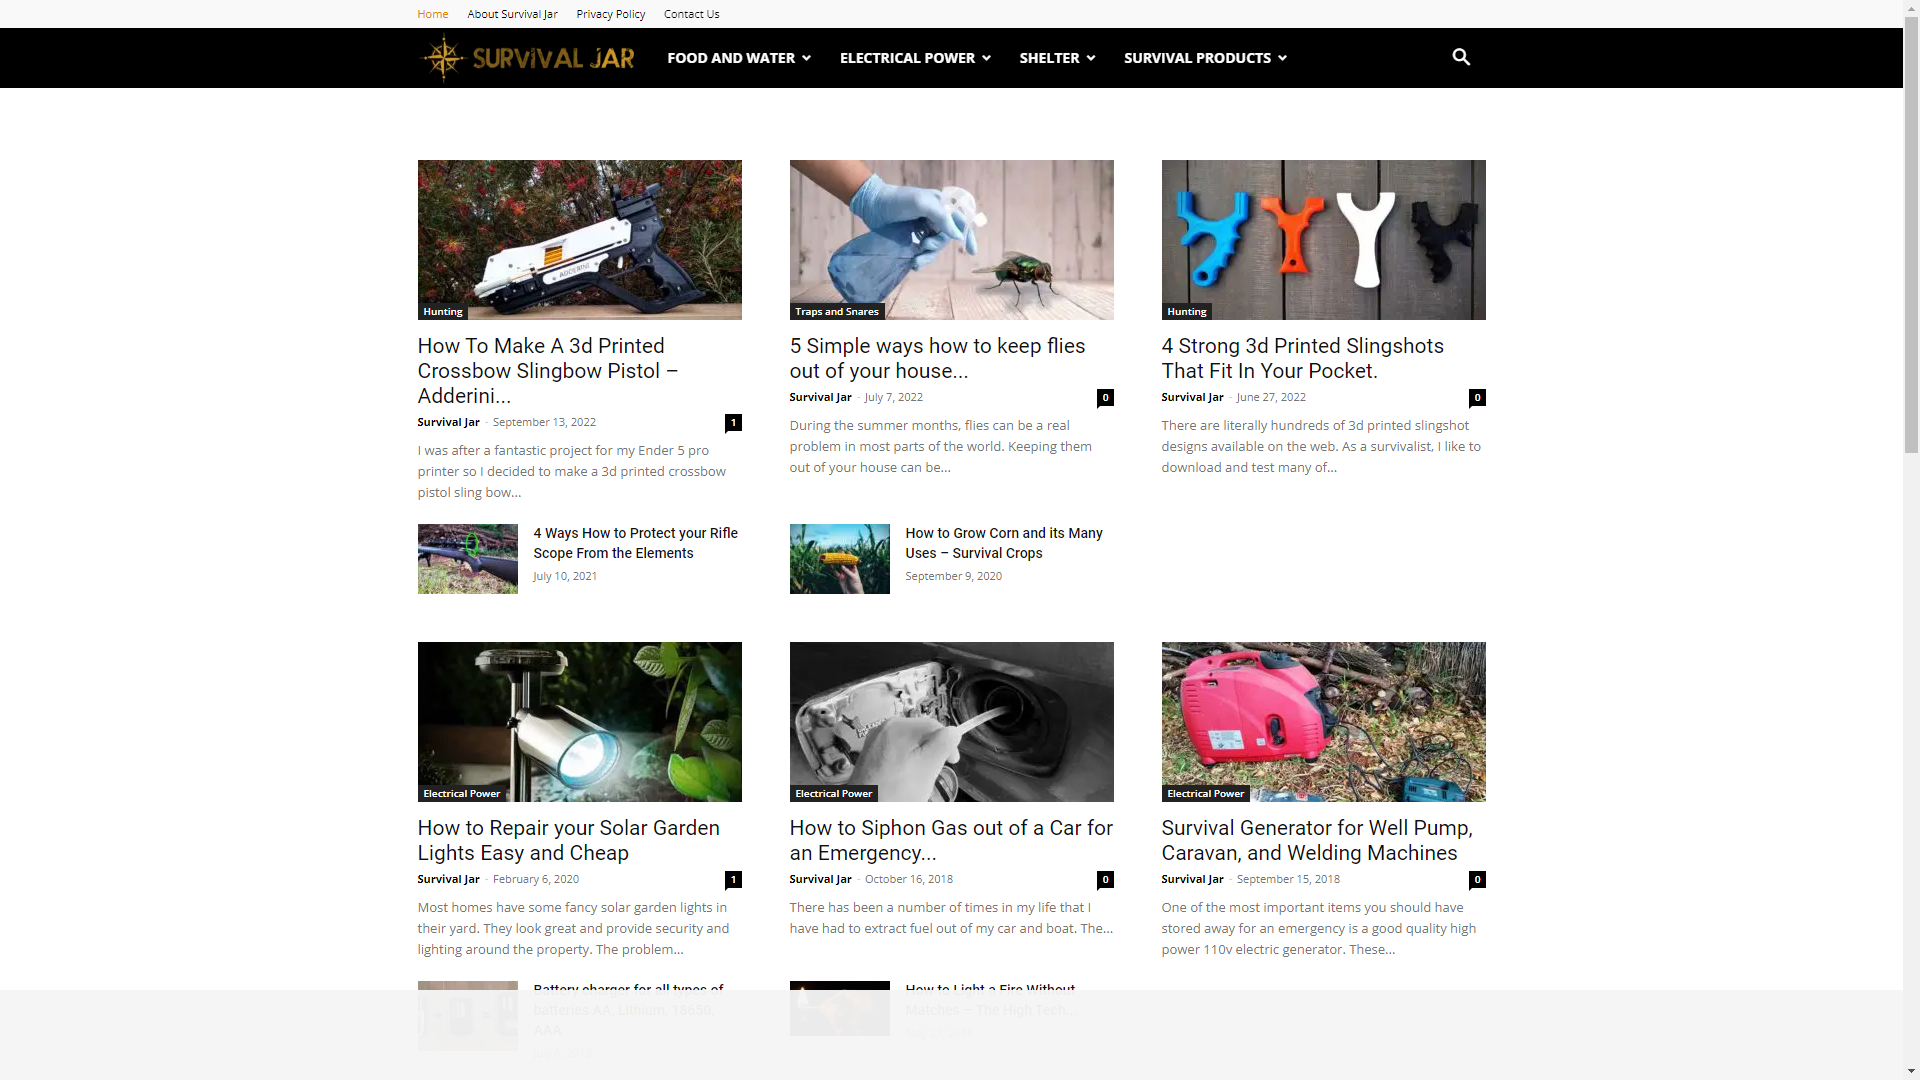 Home About Survival Jar Privacy Policy Contact Us
SURVIVAL JAR FOOD AND WATER ELECTRICAL POWER SHELTER SURVIVAL PRODUCTS
ADDERINI
Hunting
How To Make A 3d Printed
Crossbow Slingbow Pistol –
Adderini...
Survival Jar - September 13, 2022 1
I was after a fantastic project for my Ender 5 pro
printer so I decided to make a 3d printed crossbow
pistol sling bow...
Traps and Snares
5 Simple ways how to keep flies
out of your house...
Survival Jar - July 7, 2022 0
During the summer months, flies can be a real
problem in most parts of the world. Keeping them
out of your house can be...
Hunting
4 Strong 3d Printed Slingshots
That Fit In Your Pocket.
Survival Jar - June 27, 2022 0
There are literally hundreds of 3d printed slingshot
designs available on the web. As a survivalist, I like to
download and test many of...
4 Ways How to Protect your Rifle
Scope From the Elements
July 10, 2021
How to Grow Corn and its Many
Uses – Survival Crops
September 9, 2020
Electrical Power
How to Repair your Solar Garden
Lights Easy and Cheap
Survival Jar - February 6, 2020 1
Most homes have some fancy solar garden lights in
their yard. They look great and provide security and
lighting around the property. The problem...
Electrical Power
How to Siphon Gas out of a Car for
an Emergency...
Survival Jar - October 16, 2018 0
There has been a number of times in my life that I
have had to extract fuel out of my car and boat. The...
Electrical Power
Survival Generator for Well Pump,
Caravan, and Welding Machines
Survival Jar - September 15, 2018 0
One of the most important items you should have
stored away for an emergency is a good quality high
power 110v electric generator. These...
Battery charger for all types of
batteries AA, Lithium, 18650,
AAA
How to Light a Fire Without
Matches – The High Tech...